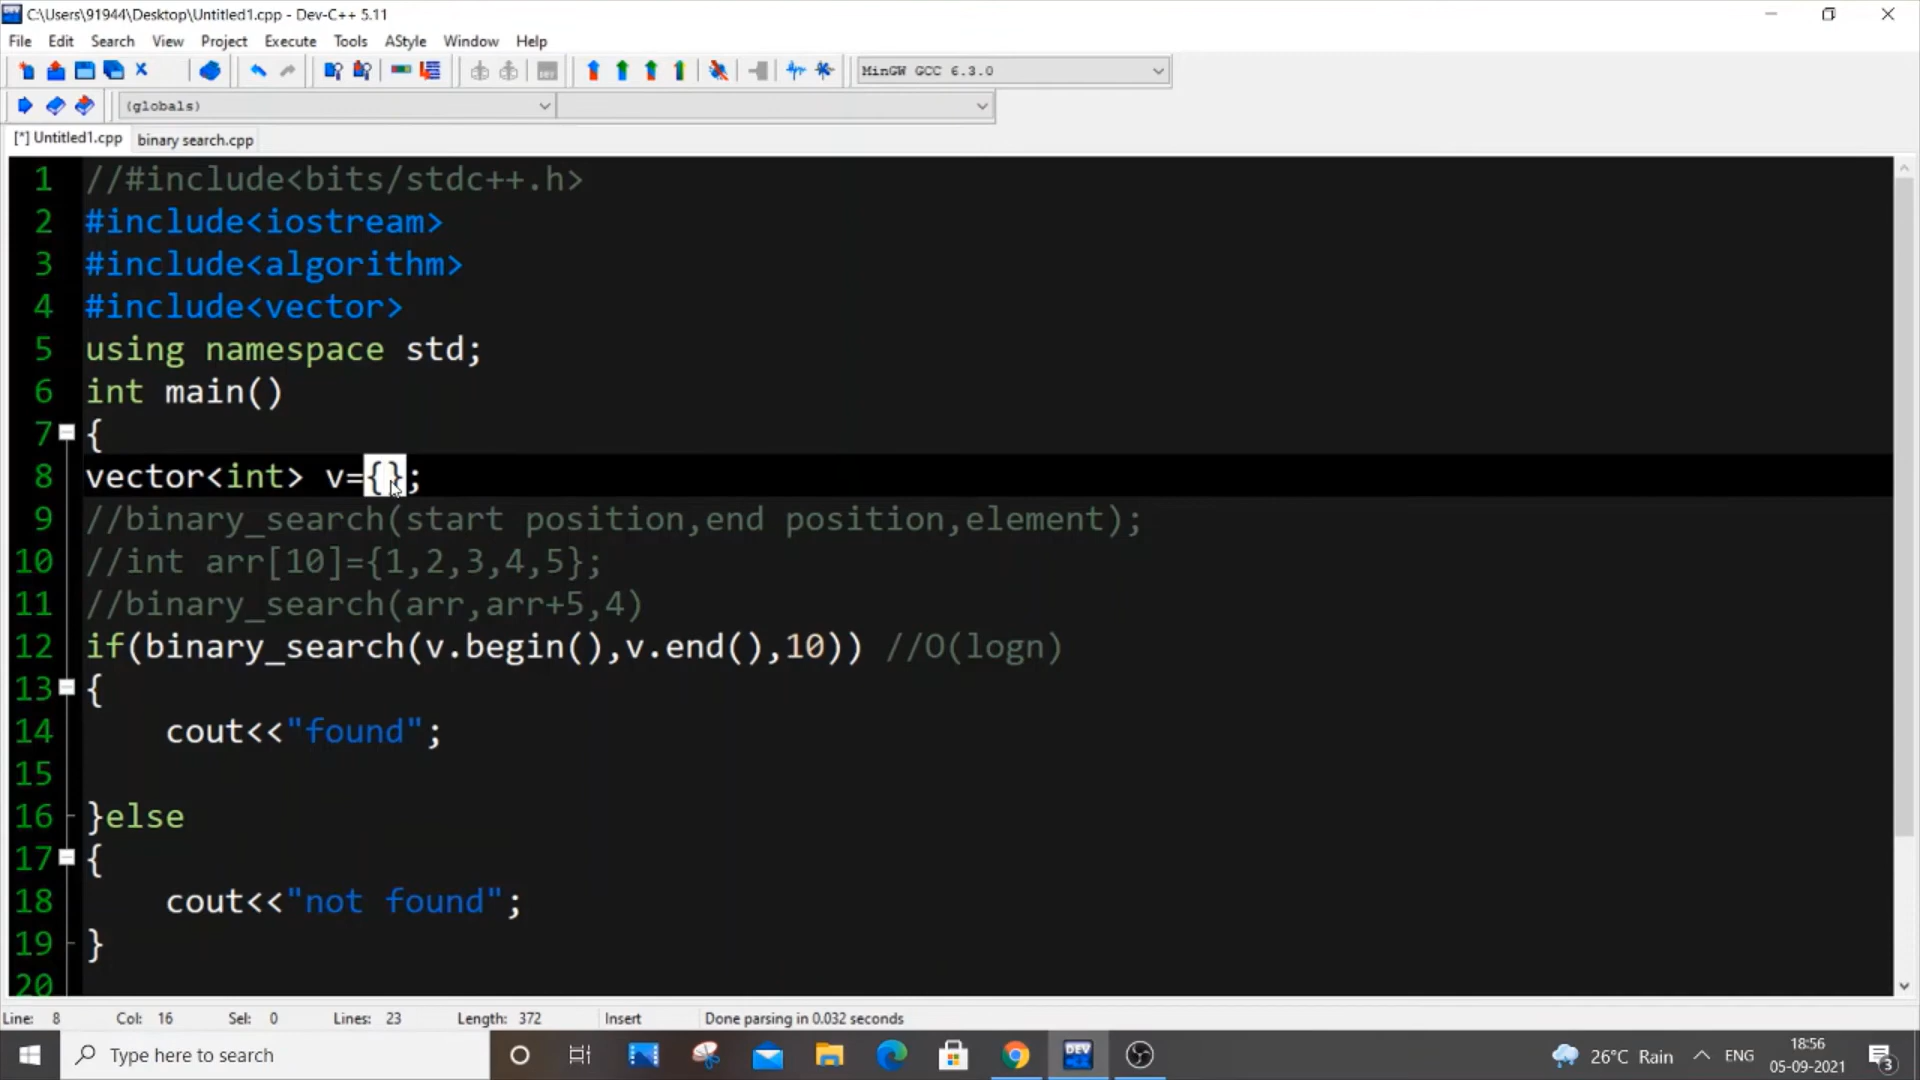 C:\Users\91944\Desktop\Untitled1.cpp - Dev-C++ 5.11
File Edit Search View Project Execute Tools AStyle Window Help
MinGW GCC 6.3.0
(globals)
[*] Untitled1.cpp binary search.cpp
1 //#include<bits/stdc++.h>
2 #include<iostream>
3 #include<algorithm>
4 #include<vector>
5 using namespace std;
6 int main()
7 {
8 vector<int> v={};
9 //binary_search(start position,end position,element);
10 //int arr[10]={1,2,3,4,5};
11 //binary_search(arr,arr+5,4)
12 if(binary_search(v.begin(),v.end(),10)) //O(logn)
13 {
14 cout<<"found";
15
16 }else
17 {
18 cout<<"not found";
19 }
20
Line: 8 Col: 16 Sel: 0 Lines: 23 Length: 372 Insert Done parsing in 0.032 seconds
Type here to search DEV 26°C Rain ENG 18:56
05-09-2021 3